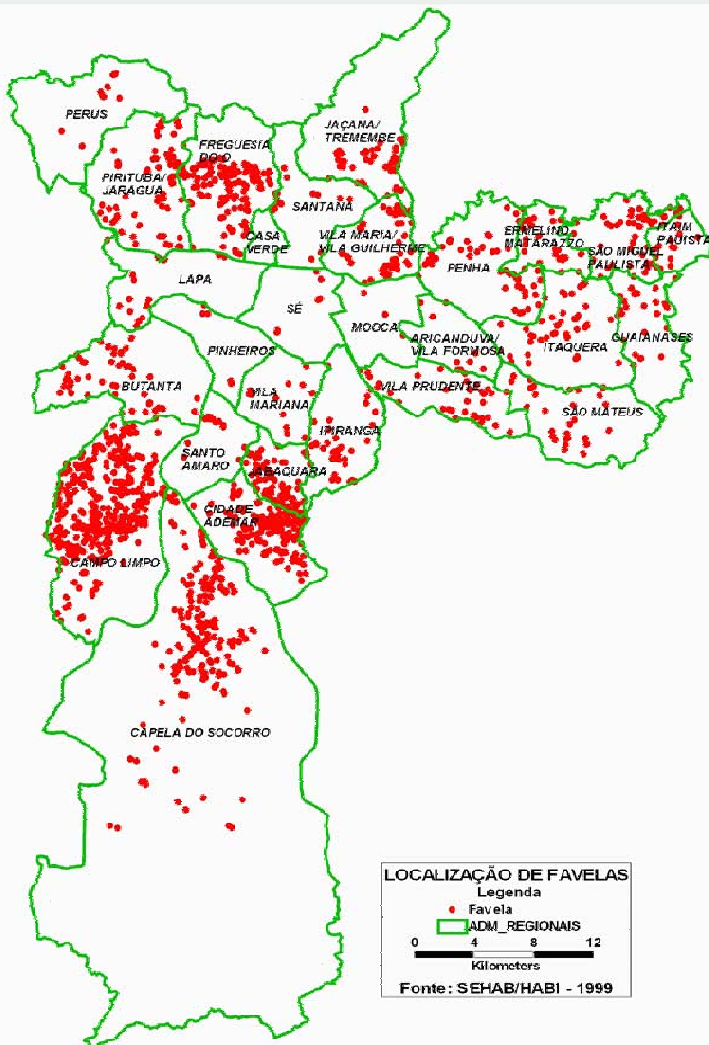 PERUS
JAÇANA/
TREMEMBE
FREGUESIA
DO O
PIRITUBA/
JARAGUA
SANTANA
CASA
VERDE
VILA MARIA/
VILA GUILHERME
ERMELINO
MATARAZZO
ITAIM
PAUISTA
SAO MIGUEL
PAULISTA
PENHA
LAPA
SÉ
MOOCA
ARICANDUVA/
VILA FORMOSA
ITAQUERA
GUAIANASES
PINHEIROS
BUTANTA
VILA
MARIANA
VILA PRUDENTE
SAO MATEUS
IPIRANGA
SANTO
AMARO
JABAQUARA
CIDADE
ADEMAR
CAMPO LIMPO
CAPELA DO SOCORRO
LOCALIZAÇÃO DE FAVELAS
Legenda
Favela
ADM_REGIONAIS
0 4 8 12
Kilometers
Fonte: SEHAB/HABI - 1999